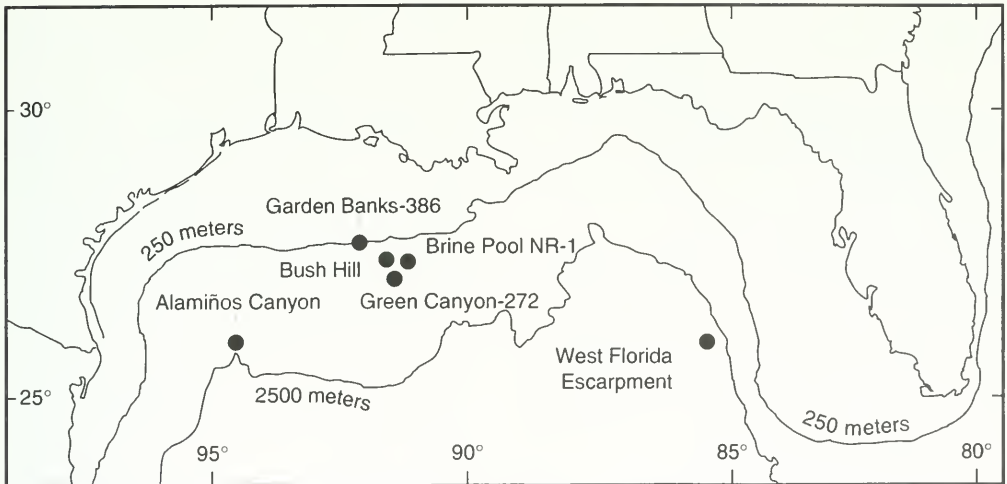 30°
Garden Banks-386
250 meters
Brine Pool NR-1
Bush Hill
Alamiños Canyon
Green Canyon-272
West Florida
Escarpment
25°
2500 meters
250 meters
95°
90°
85°
80°